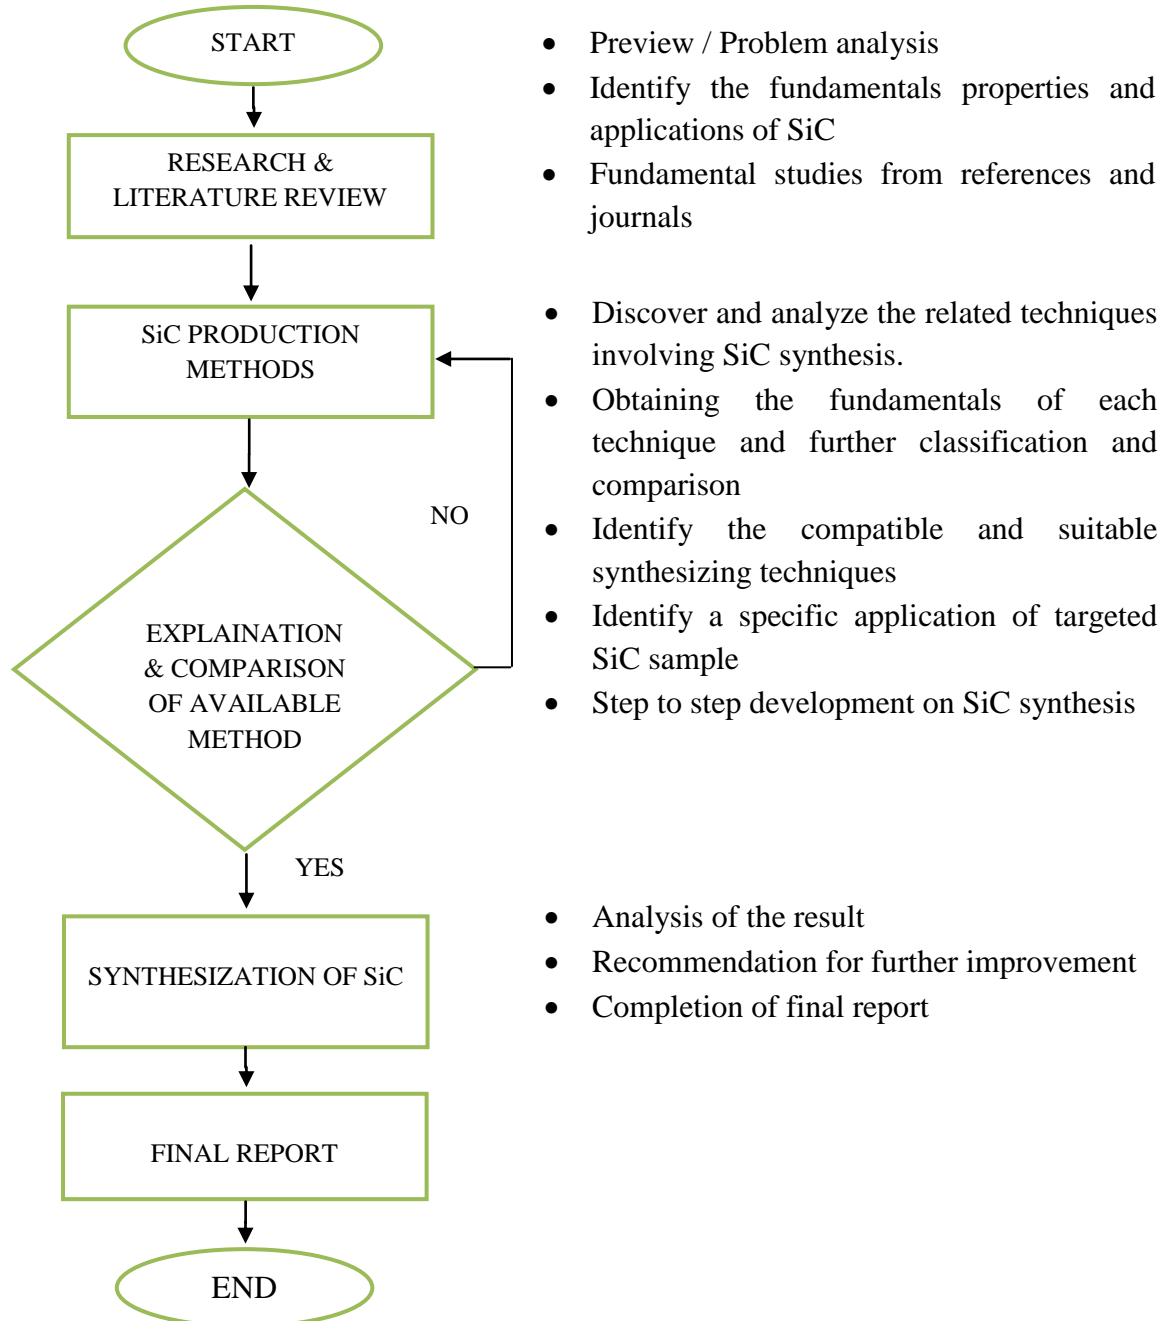 START
RESEARCH &
LITERATURE REVIEW
SiC PRODUCTION
METHODS
NO
EXPLAINATION
& COMPARISON
OF AVAILABLE
METHOD
YES
SYNTHESIZATION OF SiC
FINAL REPORT
END
• Preview / Problem analysis
• Identify the fundamentals properties and
applications of SiC
• Fundamental studies from references and
journals
• Discover and analyze the related techniques
involving SiC synthesis.
• Obtaining the fundamentals of each
technique and further classification and
comparison
• Identify the compatible and suitable
synthesizing techniques
• Identify a specific application of targeted
SiC sample
• Step to step development on SiC synthesis
• Analysis of the result
• Recommendation for further improvement
• Completion of final report